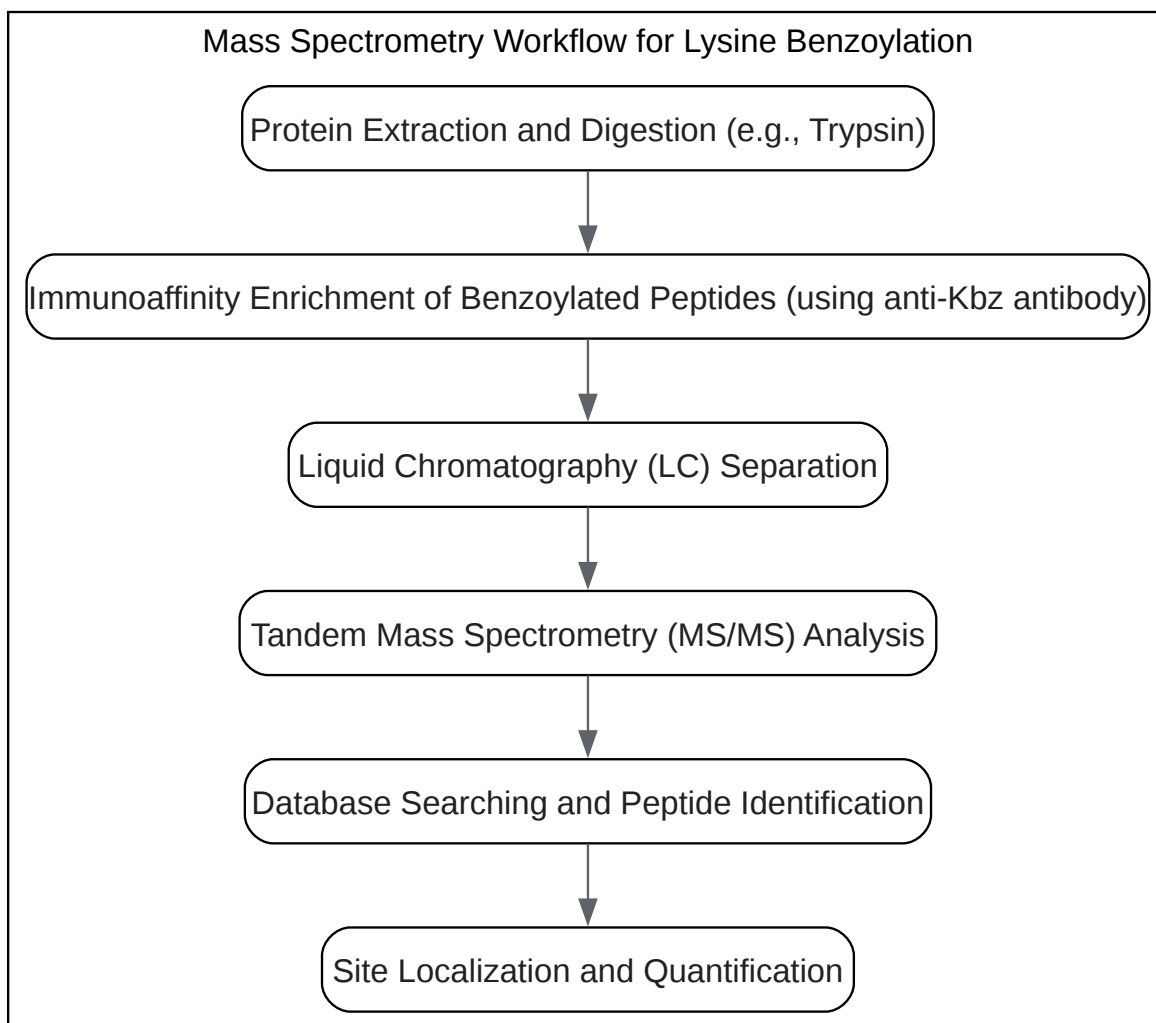 Mass Spectrometry Workflow for Lysine Benzoylation
Protein Extraction and Digestion (e.g., Trypsin)
Immunoaffinity Enrichment of Benzoylated Peptides (using anti-Kbz antibody)
Liquid Chromatography (LC) Separation
Tandem Mass Spectrometry (MS/MS) Analysis
Database Searching and Peptide Identification
Site Localization and Quantification